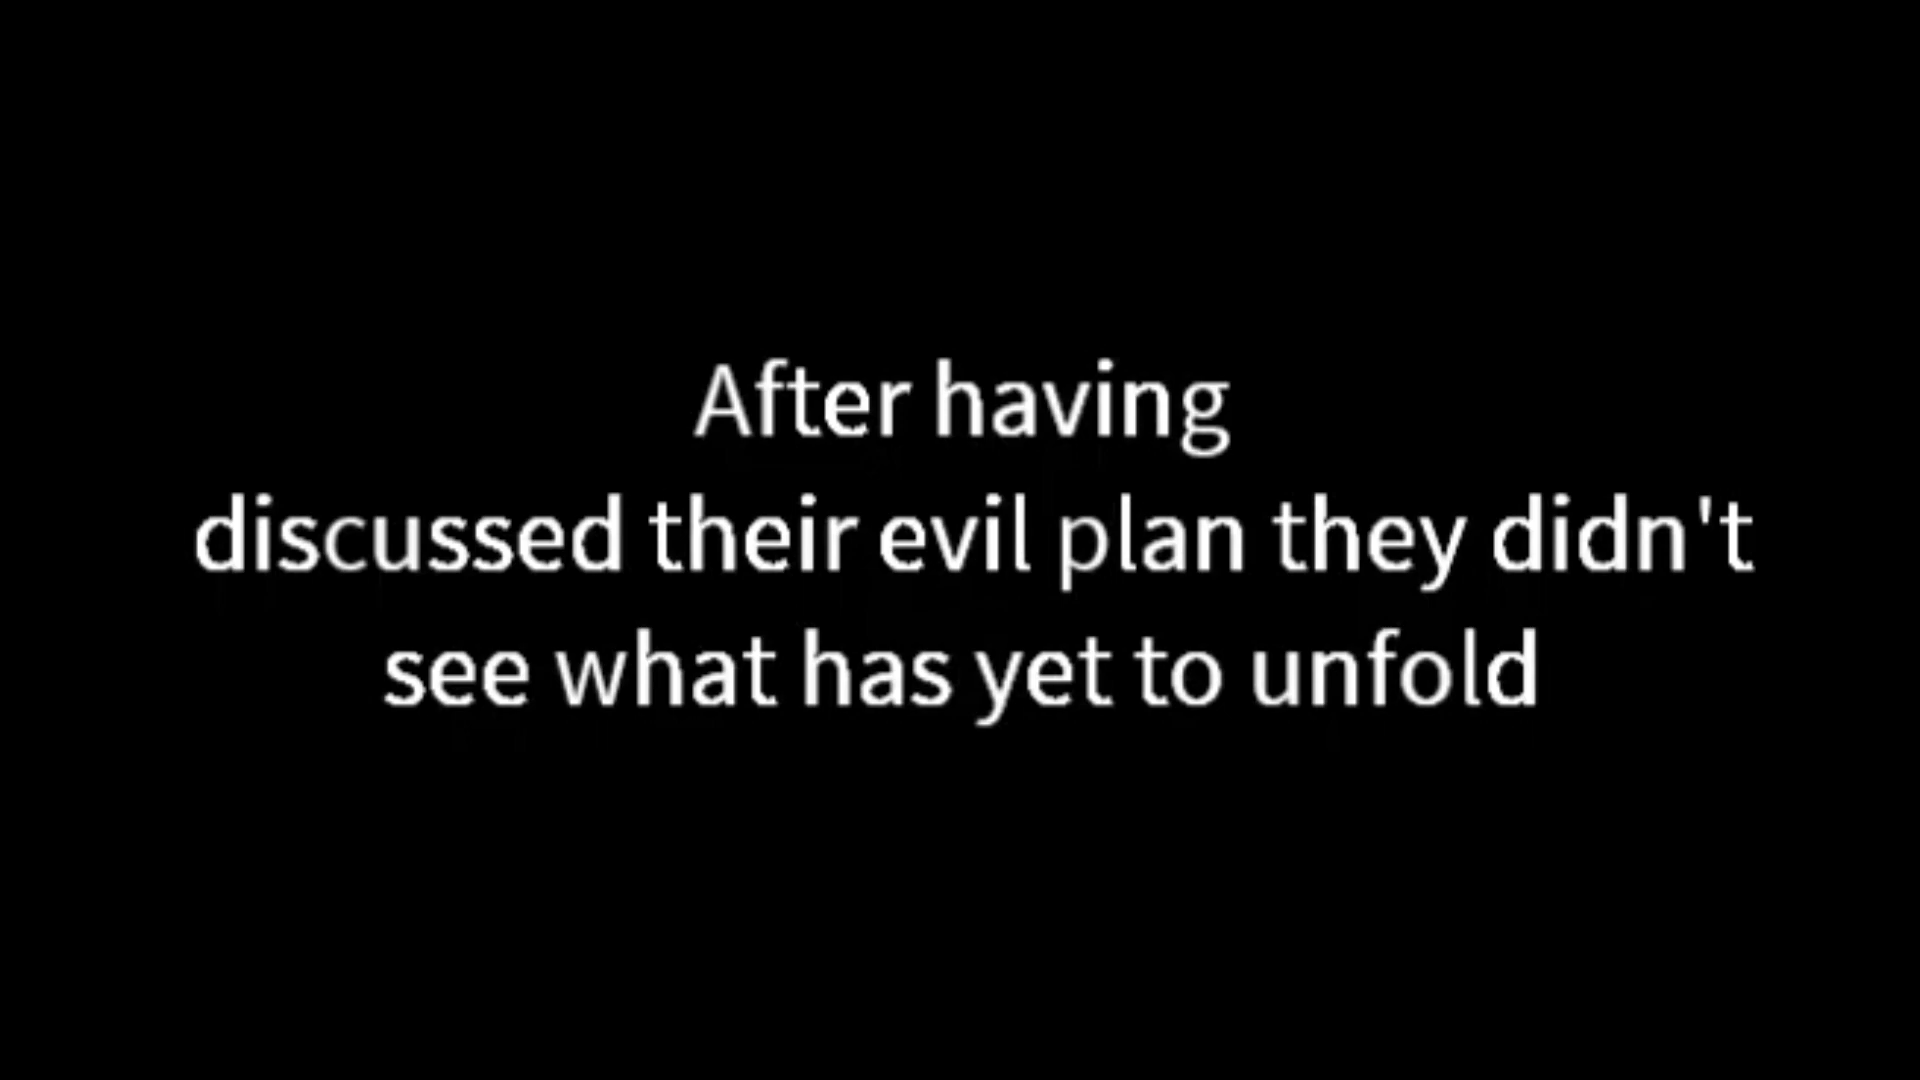 After having
discussed their evil plan they didn't
see what has yet to unfold